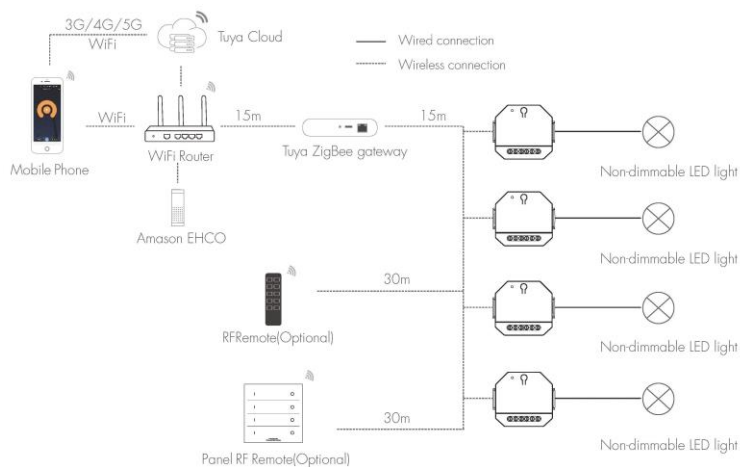 3G/4G/5G
WiFi
Tuya Cloud
Wired connection
Wireless connection
WiFi
15m
15m
Mobile Phone
WiFi Router
Tuya ZigBee gateway
Non-dimmable LED light
Amason EHCO
Non-dimmable LED light
30m
RFRemote(Optional)
Non-dimmable LED light
30m
Non-dimmable LED light
Panel RF Remote(Optional)